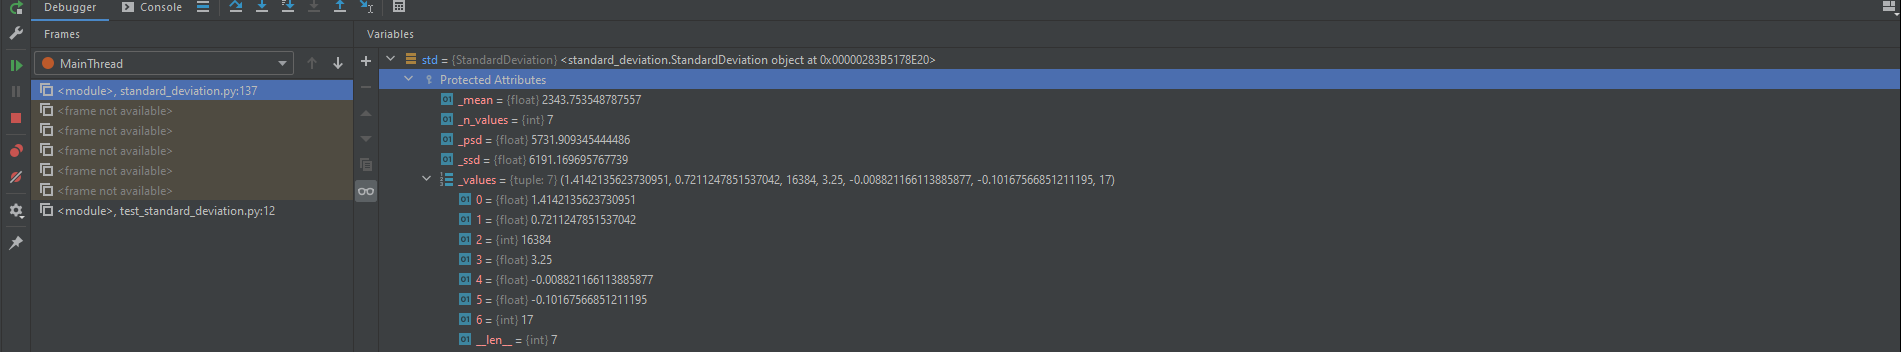 Debugger Console
Frames
Variables
MainThread
<module>, standard_deviation.py:137
<frame not available>
<frame not available>
<frame not available>
<frame not available>
<frame not available>
<module>, test_standard_deviation.py:12
std = {StandardDeviation} <standard_deviation.StandardDeviation object at 0x00000283B5178E20>
Protected Attributes
01 _mean = {float} 2343.753548787557
01 _n_values = {int} 7
01 _psd = {float} 5731.909345444486
01 _ssd = {float} 6191.169695767739
_values = {tuple: 7} (1.4142135623730951, 0.7211247851537042, 16384, 3.25, -0.008821166113885877, -0.10167566851211195, 17)
01 0 = {float} 1.4142135623730951
01 1 = {float} 0.7211247851537042
01 2 = {int} 16384
01 3 = {float} 3.25
01 4 = {float} -0.008821166113885877
01 5 = {float} -0.10167566851211195
01 6 = {int} 17
01 __len__ = {int} 7